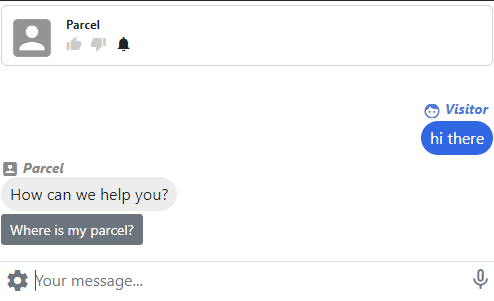 Parcel
Visitor
hi there
Parcel
How can we help you?
Where is my parcel?
Your message...